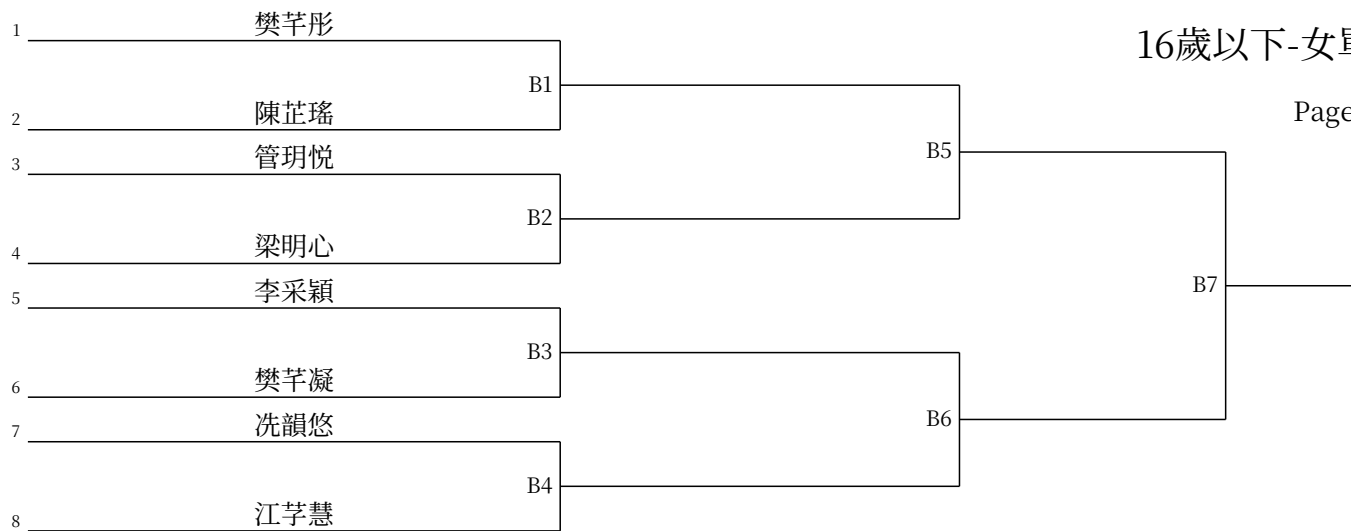 1 樊芊彤
16歲以下-女單
B1
2 陳芷瑤
Page
3 管玥悦
B5
B2
4 梁明心
5 李采穎
B7
B3
6 樊芊凝
7 冼韻悠
B6
B4
8 江芓慧